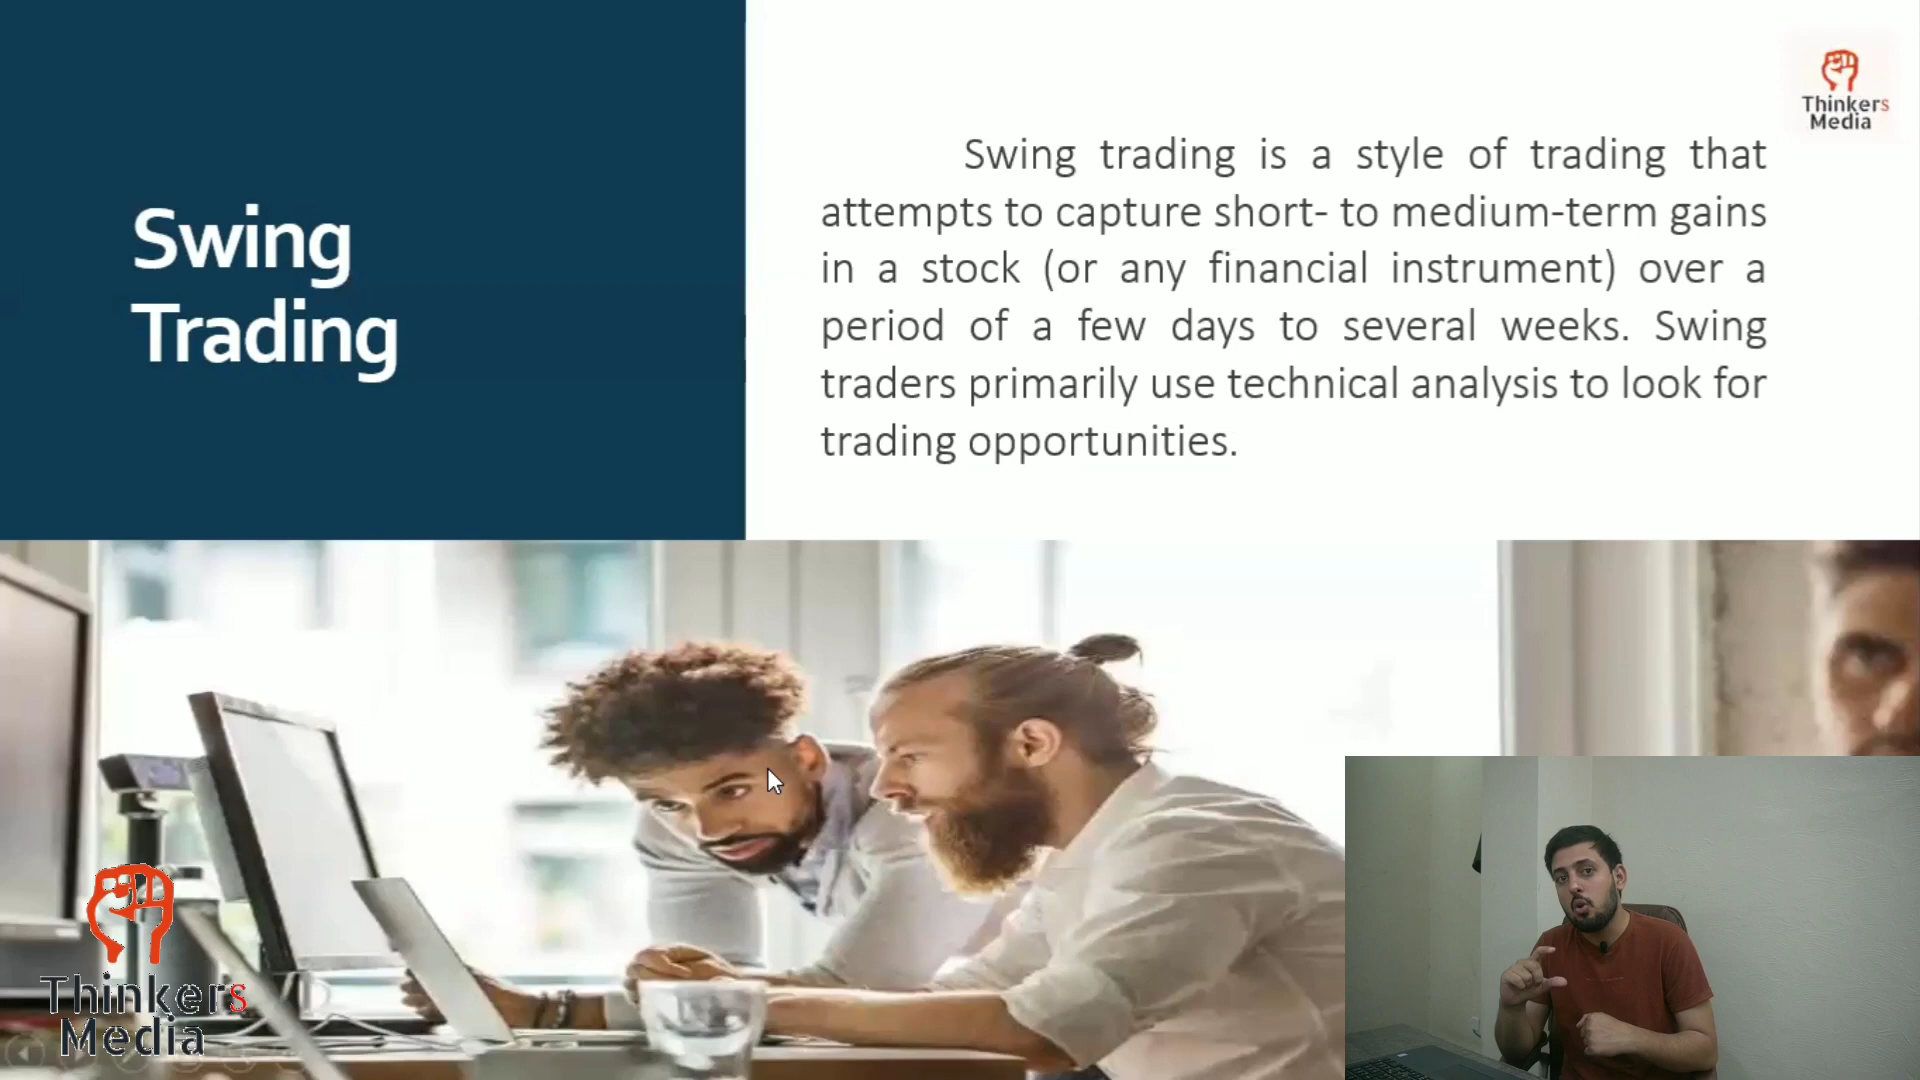 Swing
Trading
Thinkers
Media
Swing trading is a style of trading that
attempts to capture short- to medium-term gains
in a stock (or any financial instrument) over a
period of a few days to several weeks. Swing
traders primarily use technical analysis to look for
trading opportunities.
Thinkers
Media